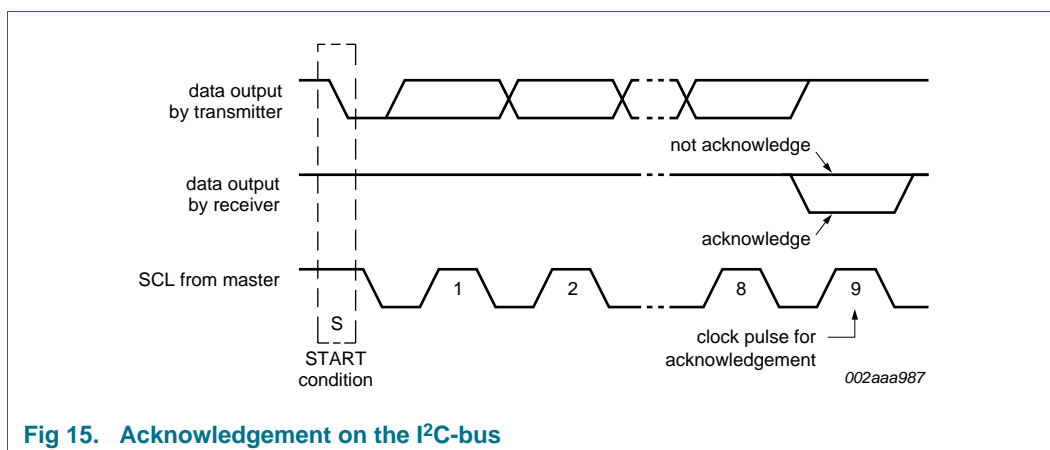 data output
by transmitter
not acknowledge
data output
by receiver
acknowledge
SCL from master
1
2
8
9
S
START
condition
clock pulse for
acknowledgement
002aaa987
Fig 15. Acknowledgement on the I²C-bus